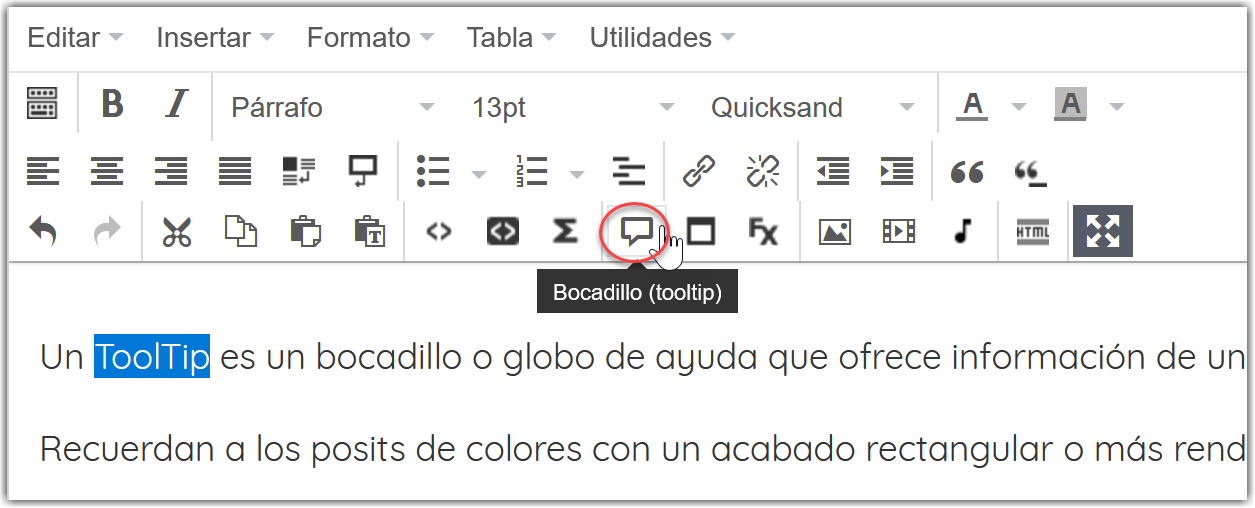 Editar Insertar Formato Tabla Utilidades
B I Párrafo 13pt Quicksand A A
HTML
Bocadillo (tooltip)
Un ToolTip es un bocadillo o globo de ayuda que ofrece información de un
Recuerdan a los posits de colores con un acabado rectangular o más rend